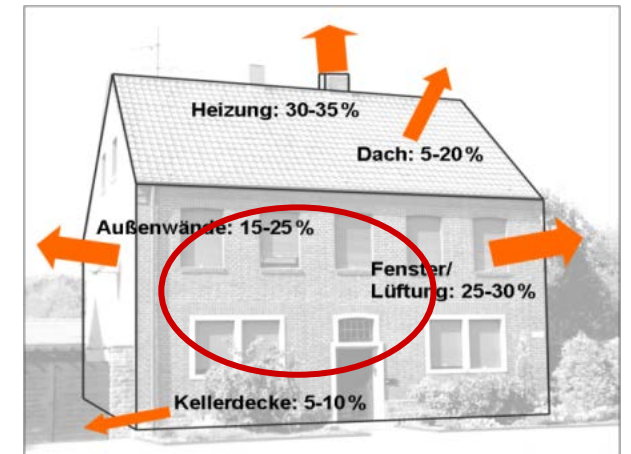 Heizung: 30-35%
Dach: 5-20%
Außenwände: 15-25%
Fenster/
Lüftung: 25-30%
Kellerdecke: 5-10%